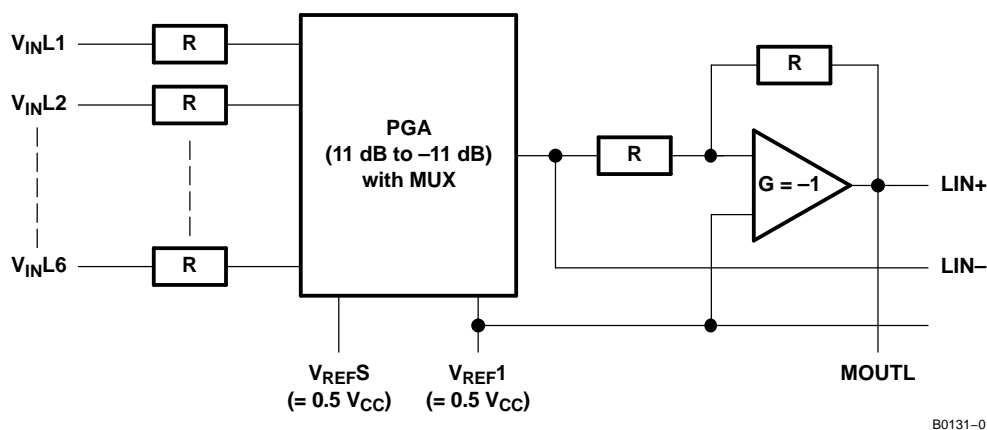 VINL1
R
VINL2
R
VINL6
R
PGA
(11 dB to –11 dB)
with MUX
R
R
G = –1
LIN+
LIN–
VREFS
(= 0.5 VCC)
VREF1
(= 0.5 VCC)
MOUTL
B0131–0